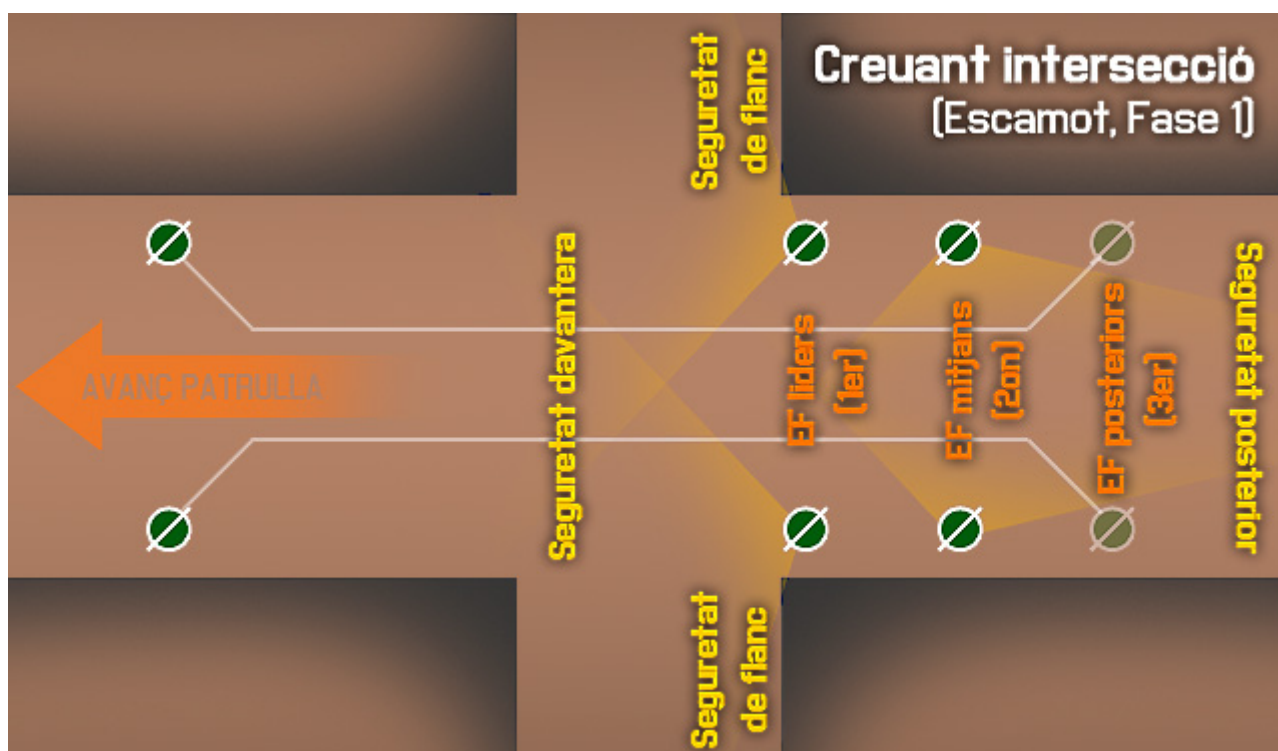 Creuant intersecció
(Escamot, Fase 1)
Seguretat
de flanc
Seguretat davantera
AVANÇ PATRULLA
EF líders
(1er)
EF mitjans
(2on)
EF posteriors
(3er)
Seguretat posterior
Seguretat
de flanc